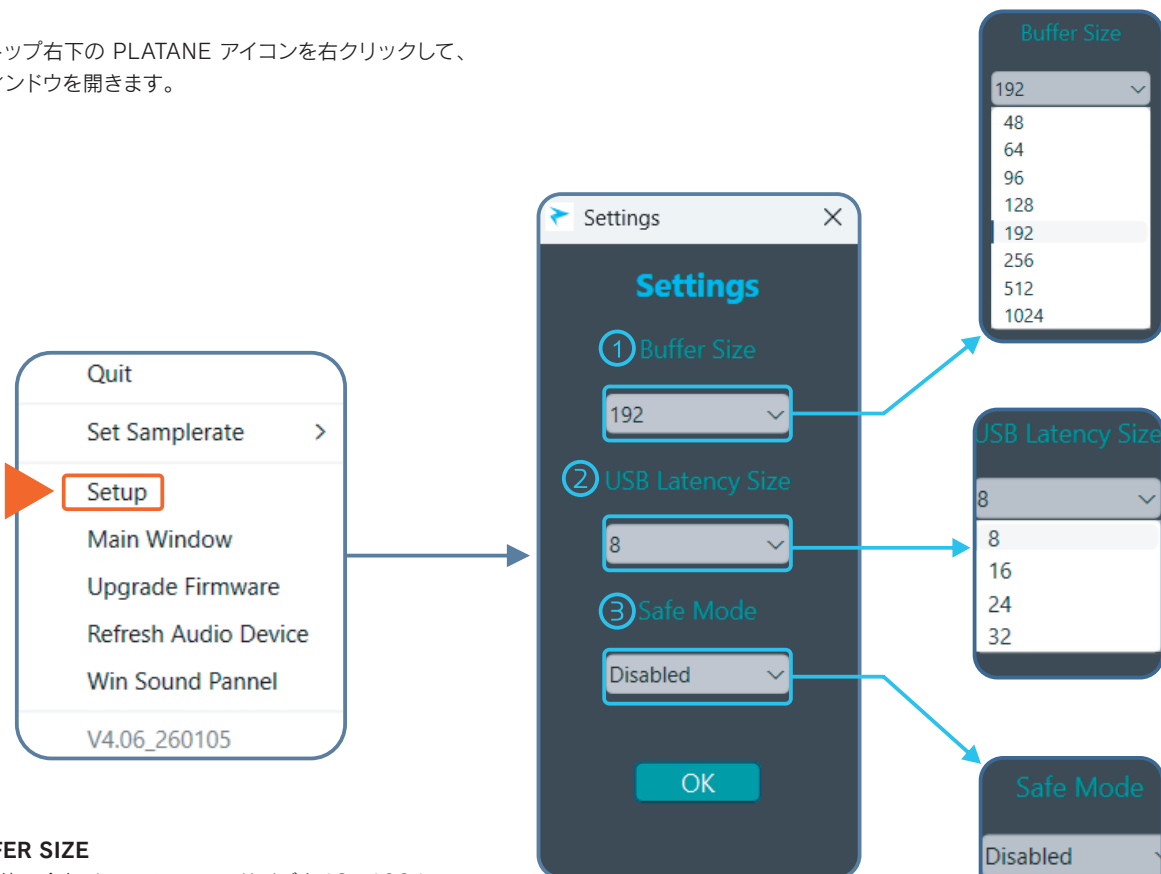 ップ右下の PLATANE アイコンを右クリックして、
ィンドウを開きます。
Quit
Set Samplerate >
Setup
Main Window
Upgrade Firmware
Refresh Audio Device
Win Sound Pannel
V4.06_260105
Settings
Settings
① Buffer Size
192
② USB Latency Size
8
③ Safe Mode
Disabled
OK
Buffer Size
192
48
64
96
128
192
256
512
1024
USB Latency Size
8
8
16
24
32
Safe Mode
Disabled
FER SIZE